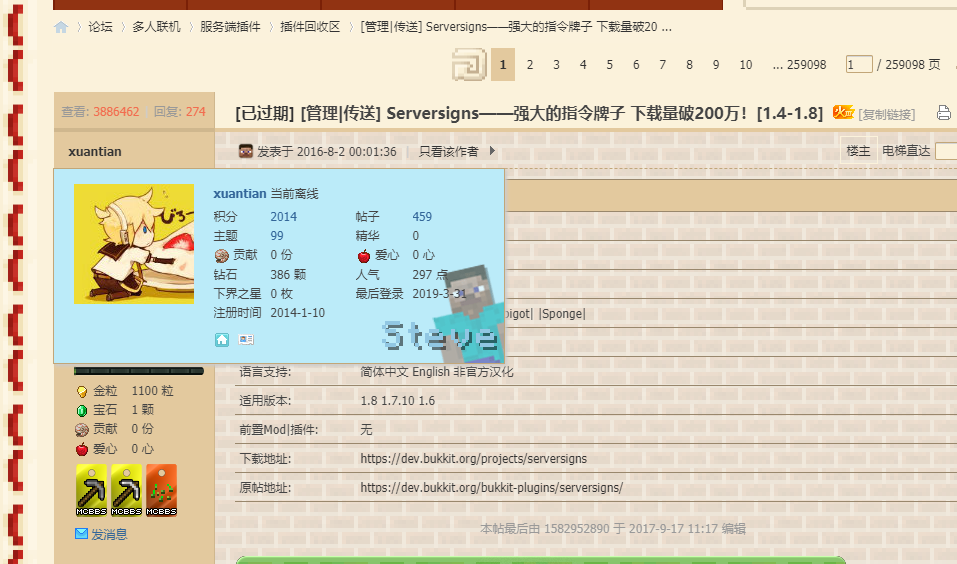 论坛 › 多人联机 › 服务端插件 › 插件回收区 › [管理|传送] Serversigns——强大的指令牌子 下载量破20 ...
1 2 3 4 5 6 7 8 9 10 ... 259098 1 / 259098 页
查看: 3886462 回复: 274
[已过期] [管理|传送] Serversigns——强大的指令牌子 下载量破200万! [1.4-1.8] [复制链接]
xuantian
发表于 2016-8-2 00:01:36 只看该作者
楼主 电梯直达
xuantian 当前离线
积分 2014 帖子 459
主题 99 精华 0
贡献 0 份 爱心 0 心
钻石 386 颗 人气 297 点
下界之星 0 枚 最后登录 2019-3-31
注册时间 2014-1-10
Steve
びろー
|Sponge|
语言支持: 简体中文 English 非官方汉化
适用版本: 1.8 1.7.10 1.6
前置Mod|插件: 无
下载地址: https://dev.bukkit.org/projects/serversigns
原帖地址: https://dev.bukkit.org/bukkit-plugins/serversigns/
金粒 1100 粒
宝石 1 颗
贡献 0 份
爱心 0 心
MCBBS MCBBS MCBBS
发消息
本帖最后由 1582952890 于 2017-9-17 11:17 编辑